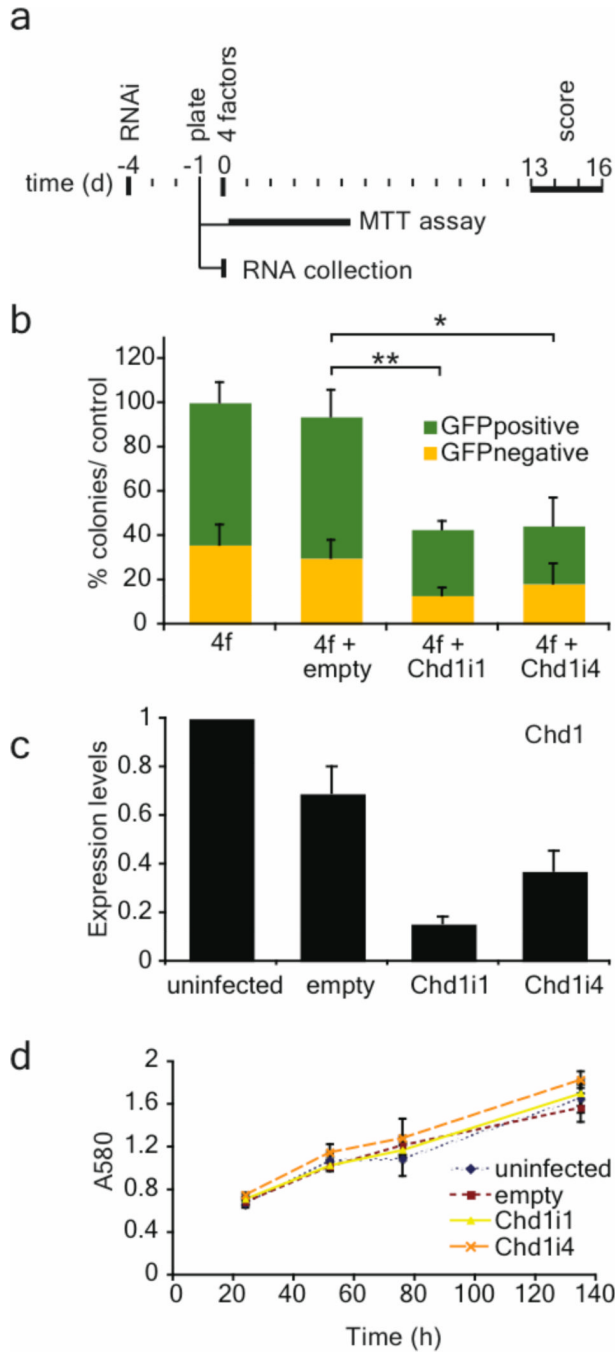 a
RNAi
plate
4 factors
score
time (d)
-4
-1
0
13
16
MTT assay
RNA collection
b
*
**
% colonies/ control
120
100
80
60
40
20
0
GFPpositive
GFPnegative
4f
4f +
empty
4f +
Chd1i1
4f +
Chd1i4
c
Chd1
Expression levels
1
0.8
0.6
0.4
0.2
0
uninfected
empty
Chd1i1
Chd1i4
d
A580
2
1.6
1.2
0.8
0.4
0
uninfected
empty
Chd1i1
Chd1i4
0
20
40
60
80
100
120
140
Time (h)